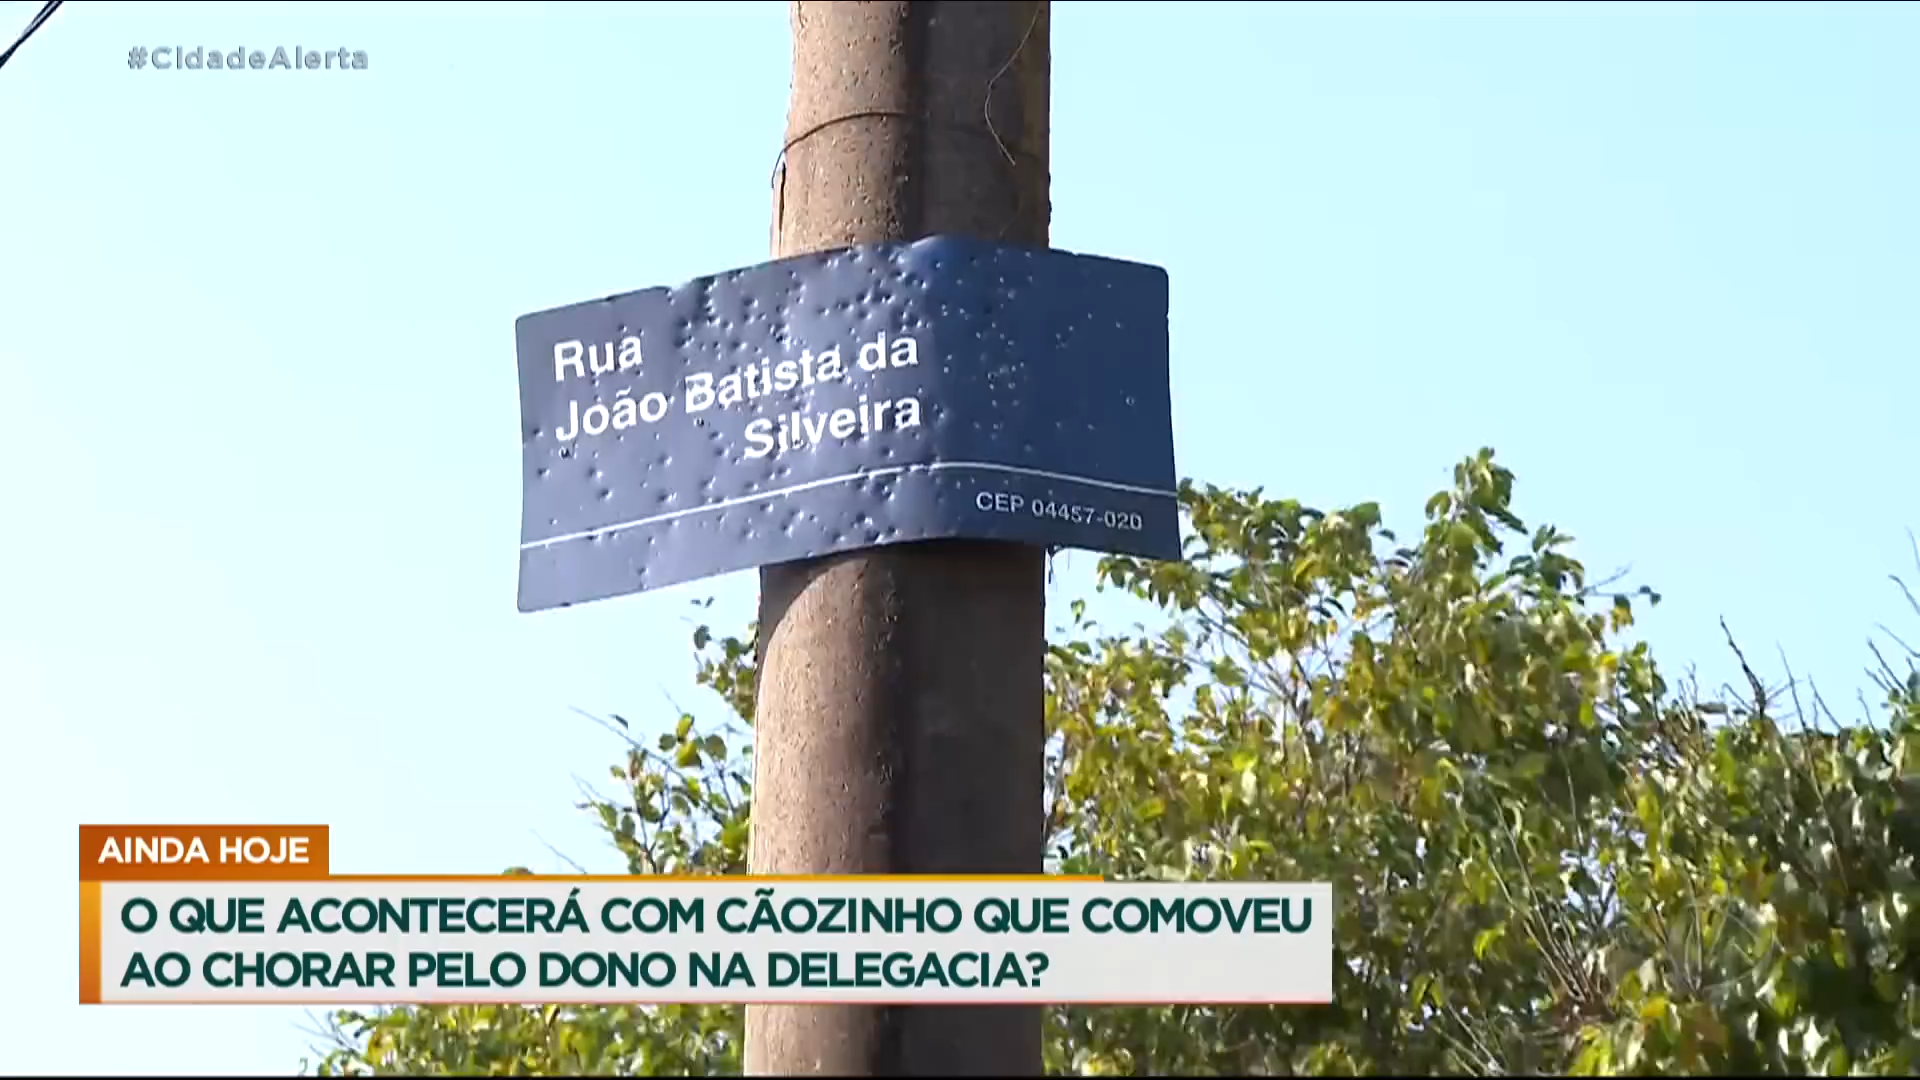 #CidadeAlerta
Rua
João Batista da
Silveira
CEP 04457-020
AINDA HOJE
O QUE ACONTECERÁ COM CÃOZINHO QUE COMOVEU
AO CHORAR PELO DONO NA DELEGACIA?